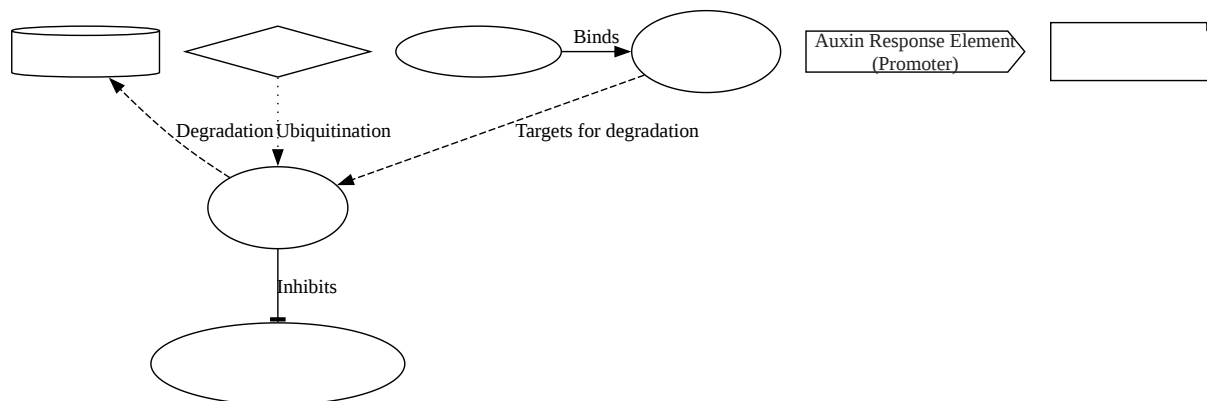 Binds
Auxin Response Element
(Promoter)
Degradation
Ubiquitination
Targets for degradation
Inhibits